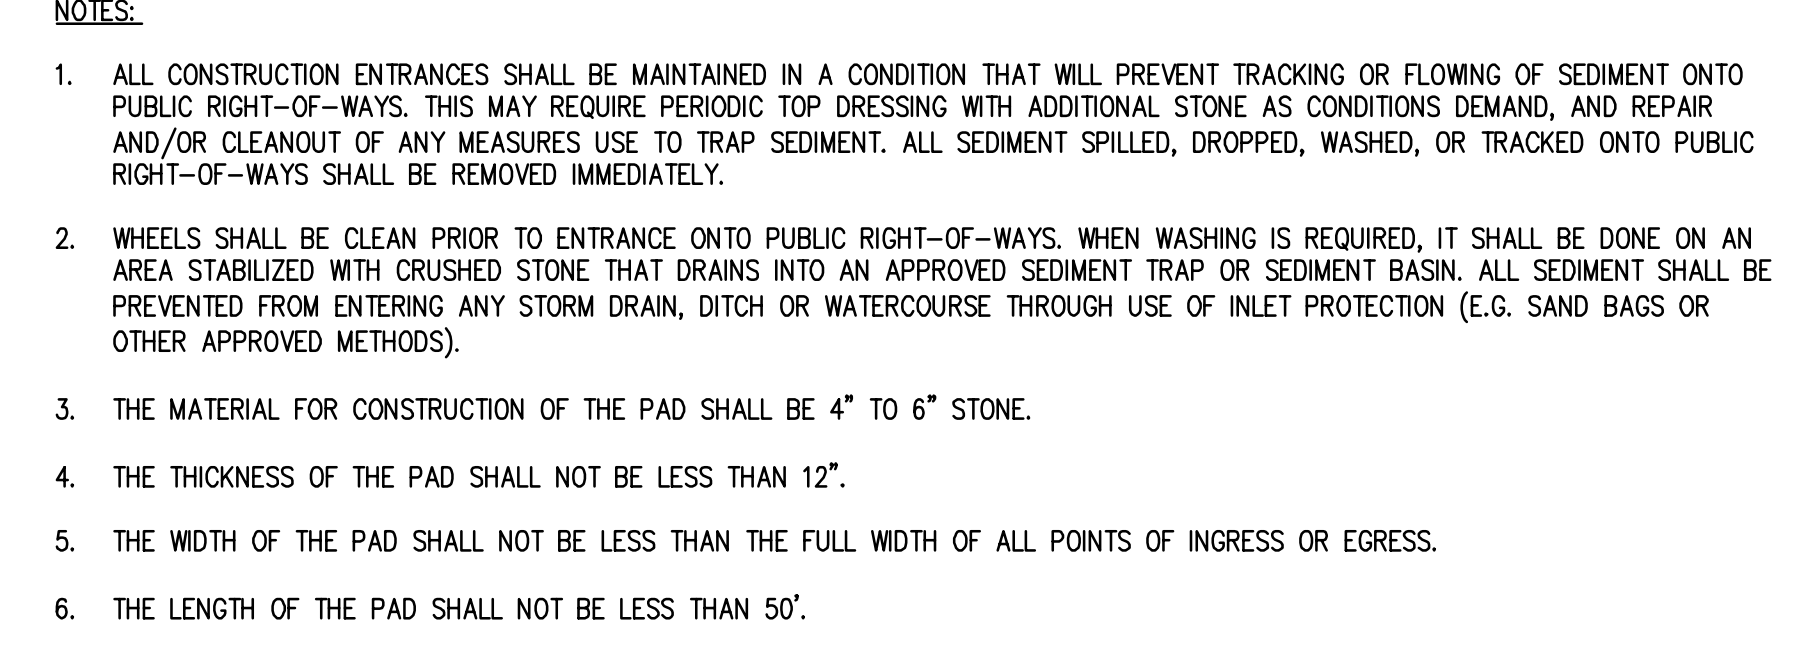 NOTES:
1. ALL CONSTRUCTION ENTRANCES SHALL BE MAINTAINED IN A CONDITION THAT WILL PREVENT TRACKING OR FLOWING OF SEDIMENT ONTO
PUBLIC RIGHT-OF-WAYS. THIS MAY REQUIRE PERIODIC TOP DRESSING WITH ADDITIONAL STONE AS CONDITIONS DEMAND, AND REPAIR
AND/OR CLEANOUT OF ANY MEASURES USE TO TRAP SEDIMENT. ALL SEDIMENT SPILLED, DROPPED, WASHED, OR TRACKED ONTO PUBLIC
RIGHT-OF-WAYS SHALL BE REMOVED IMMEDIATELY.
2. WHEELS SHALL BE CLEAN PRIOR TO ENTRANCE ONTO PUBLIC RIGHT-OF-WAYS. WHEN WASHING IS REQUIRED, IT SHALL BE DONE ON AN
AREA STABILIZED WITH CRUSHED STONE THAT DRAINS INTO AN APPROVED SEDIMENT TRAP OR SEDIMENT BASIN. ALL SEDIMENT SHALL BE
PREVENTED FROM ENTERING ANY STORM DRAIN, DITCH OR WATERCOURSE THROUGH USE OF INLET PROTECTION (E.G. SAND BAGS OR
OTHER APPROVED METHODS).
3. THE MATERIAL FOR CONSTRUCTION OF THE PAD SHALL BE 4" TO 6" STONE.
4. THE THICKNESS OF THE PAD SHALL NOT BE LESS THAN 12".
5. THE WIDTH OF THE PAD SHALL NOT BE LESS THAN THE FULL WIDTH OF ALL POINTS OF INGRESS OR EGRESS.
6. THE LENGTH OF THE PAD SHALL NOT BE LESS THAN 50'.